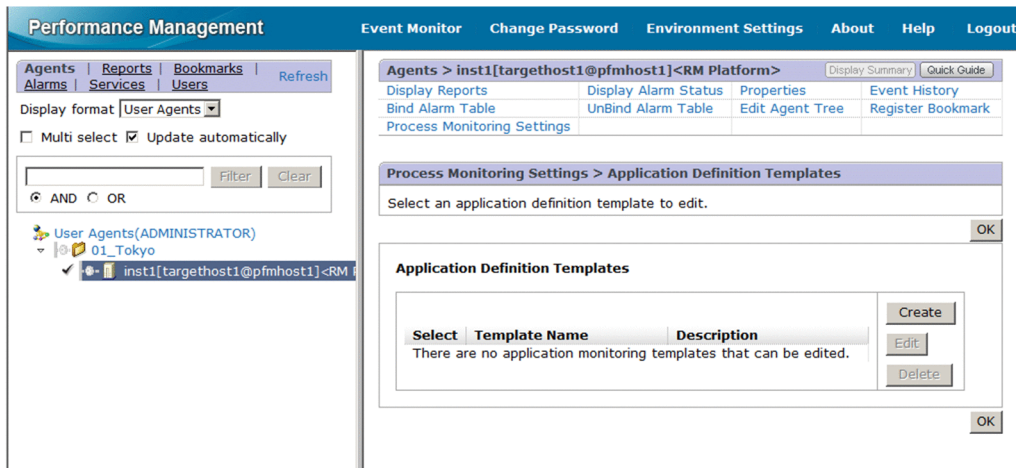 Performance Management
Event Monitor Change Password Environment Settings About Help Logout
Agents | Reports | Bookmarks |
Alarms | Services | Users
Refresh
Display format User Agents
Multi select Update automatically
Filter Clear
AND OR
User Agents(ADMINISTRATOR)
01_Tokyo
inst1[targethost1@pfmhost1]<RM
Agents > inst1[targethost1@pfmhost1]<RM Platform> Display Summary Quick Guide
Display Reports Display Alarm Status Properties Event History
Bind Alarm Table UnBind Alarm Table Edit Agent Tree Register Bookmark
Process Monitoring Settings
Process Monitoring Settings > Application Definition Templates
Select an application definition template to edit.
OK
Application Definition Templates
Create
Select Template Name Description
Edit
There are no application monitoring templates that can be edited.
Delete
OK